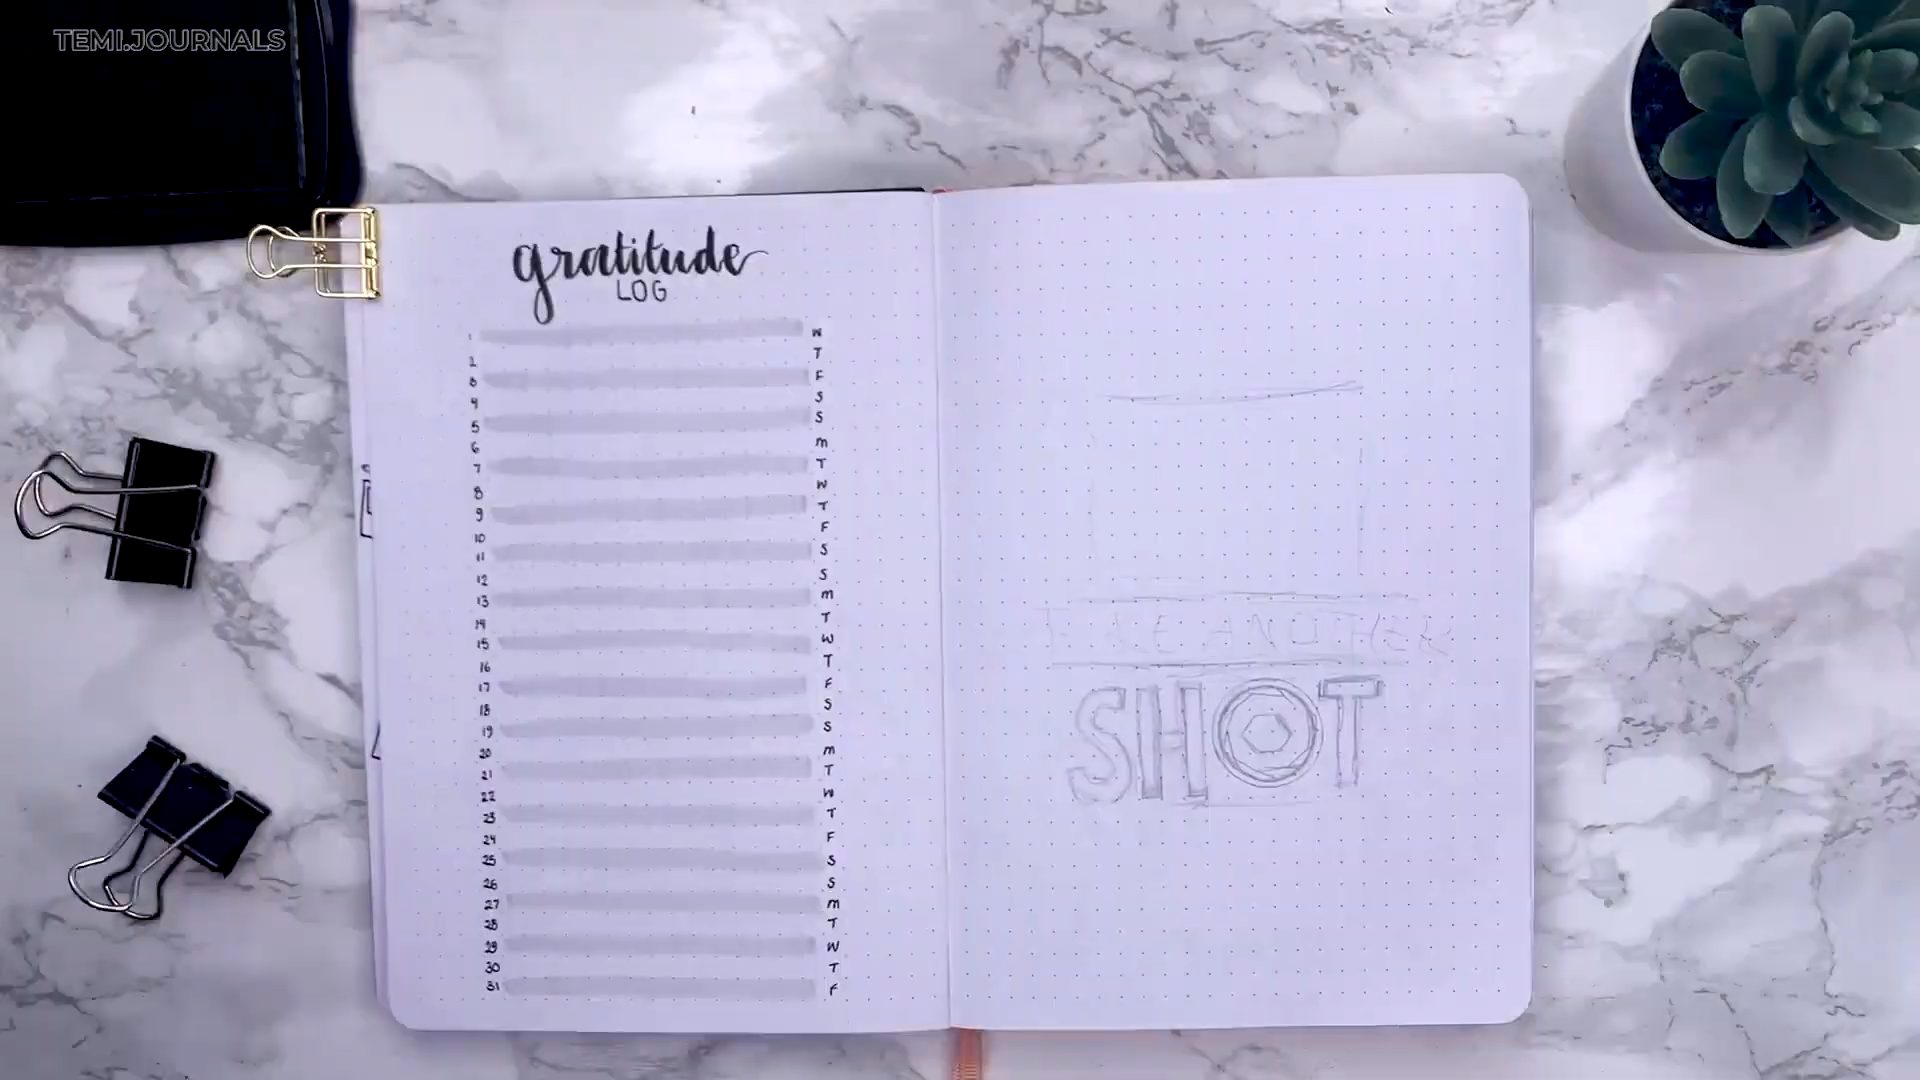 TEMI.JOURNALS
gratitude
LOG
1 W
2 T
3 F
4 S
5 S
6 m
7 T
8 W
9 T
10 F
11 S
12 S
13 m
14 T
15 W
16 T
17 F
18 S
19 S
20 m
21 T
22 W
23 T
24 F
25 S
26 S
27 m
28 T
29 W
30 T
31 F
ANOTHER
SHOT